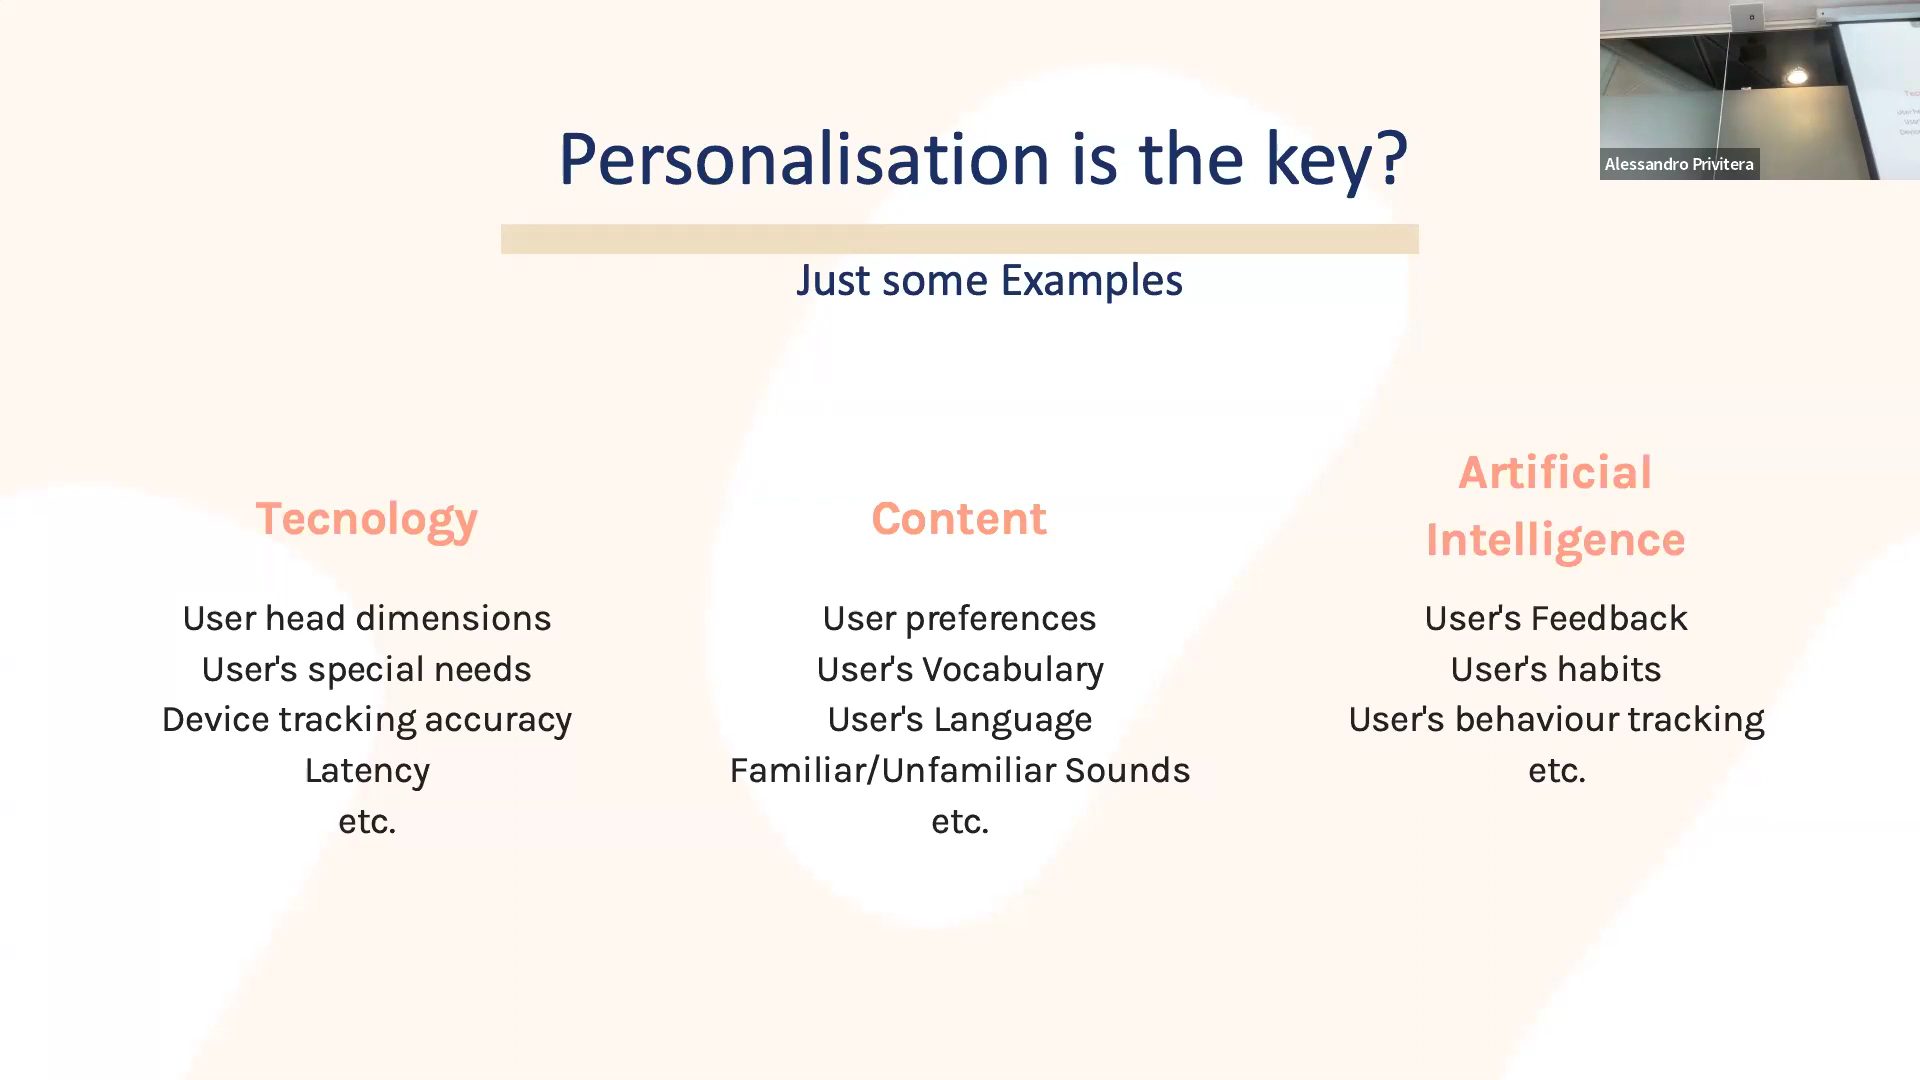 Personalisation is the key?
Just some Examples
Alessandro Privitera
Tecnology
User head dimensions
User's special needs
Device tracking accuracy
Latency
etc.
Content
User preferences
User's Vocabulary
User's Language
Familiar/Unfamiliar Sounds
etc.
Artificial
Intelligence
User's Feedback
User's habits
User's behaviour tracking
etc.